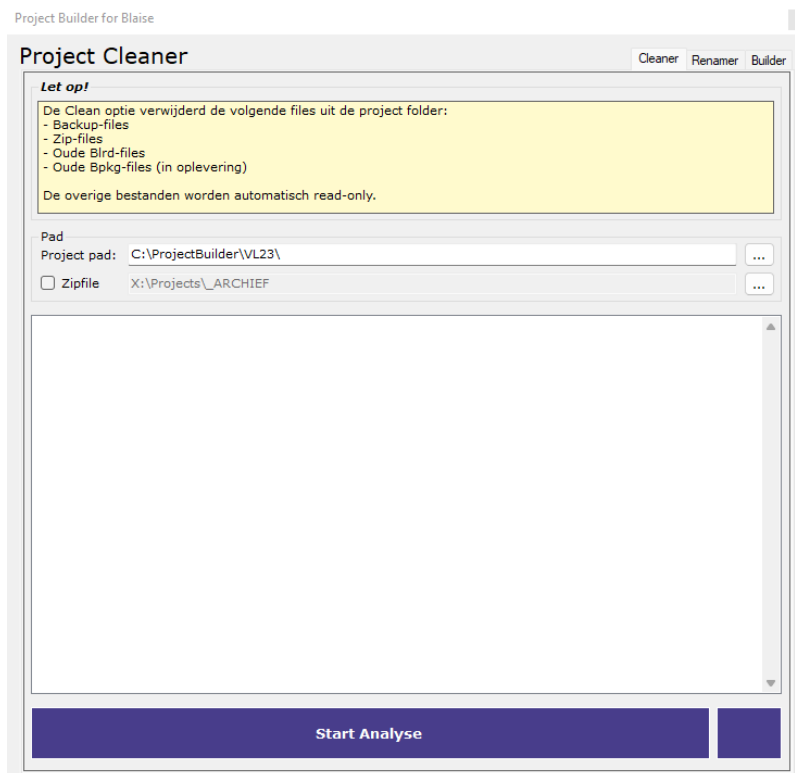 Project Builder for Blaise
Project Cleaner
Cleaner Renamer Builder
Let op!
De Clean optie verwijderd de volgende files uit de project folder:
- Backup-files
- Zip-files
- Oude Blrd-files
- Oude Bpkg-files (in oplevering)
De overige bestanden worden automatisch read-only.
Pad
Project pad: C:\ProjectBuilder\VL23\ ...
Zipfile X:\Projects\_ARCHIEF ...
Start Analyse